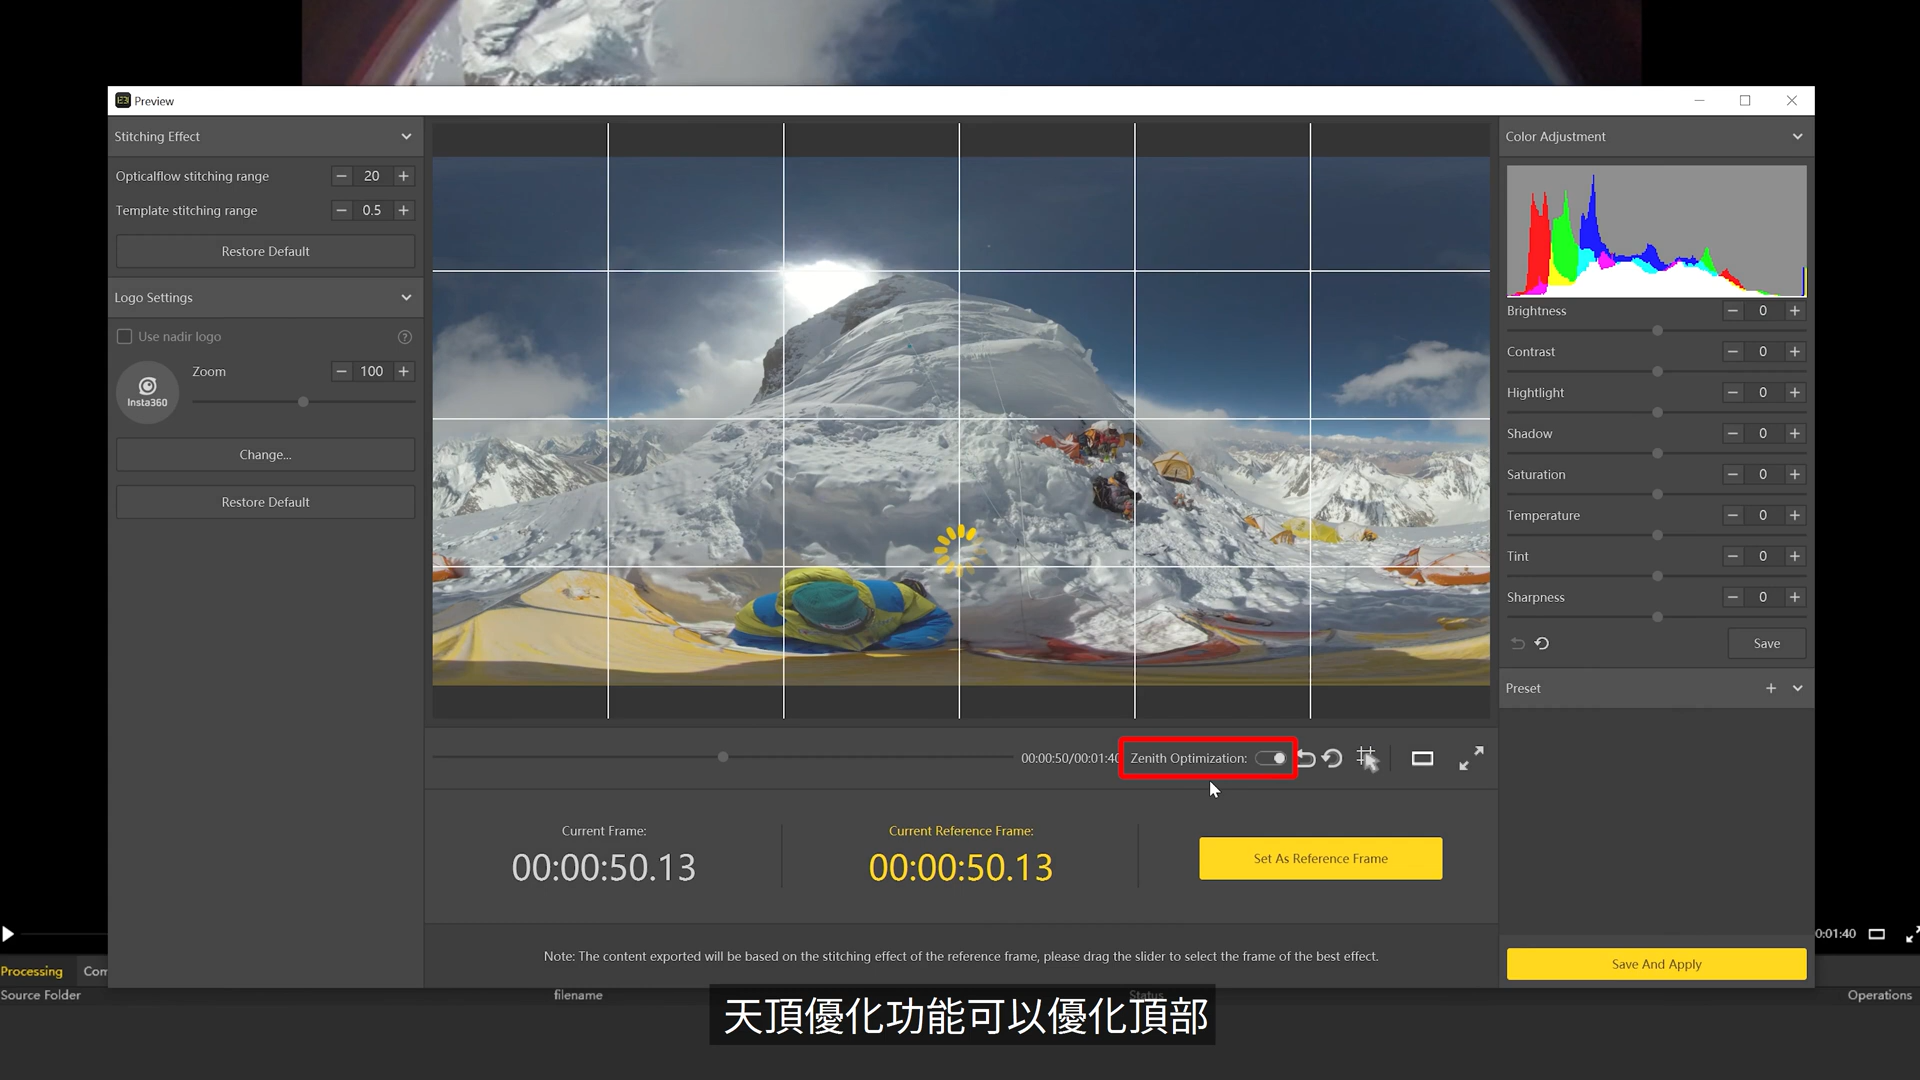 Preview
Stitching Effect
Opticalflow stitching range
20
Template stitching range
0.5
Restore Default
Logo Settings
Use nadir logo
?
Insta360
Zoom
100
Change...
Restore Default
00:00:50/00:01:40
Zenith Optimization:
Current Frame:
00:00:50.13
Current Reference Frame:
00:00:50.13
Set As Reference Frame
Note: The content exported will be based on the stitching effect of the reference frame, please drag the slider to select the frame of the best effect.
Color Adjustment
Brightness
0
Contrast
0
Hightlight
0
Shadow
0
Saturation
0
Temperature
0
Tint
0
Sharpness
0
Save
Preset
Save And Apply
0:01:40
Processing
Com
Source Folder
filename
Status
Operations
天頂優化功能可以優化頂部